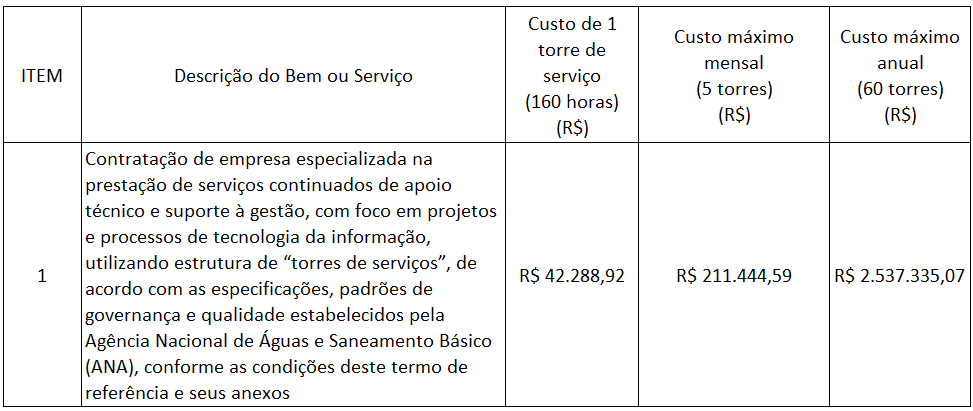 ITEM
Descrição do Bem ou Serviço
Custo de 1
torre de
serviço
(160 horas)
(R$)
Custo máximo
mensal
(5 torres)
(R$)
Custo máximo
anual
(60 torres)
(R$)
1
Contratação de empresa especializada na
prestação de serviços continuados de apoio
técnico e suporte à gestão, com foco em projetos
e processos de tecnologia da informação,
utilizando estrutura de “torres de serviços”, de
acordo com as especificações, padrões de
governança e qualidade estabelecidos pela
Agência Nacional de Águas e Saneamento Básico
(ANA), conforme as condições deste termo de
referência e seus anexos
R$ 42.288,92
R$ 211.444,59
R$ 2.537.335,07